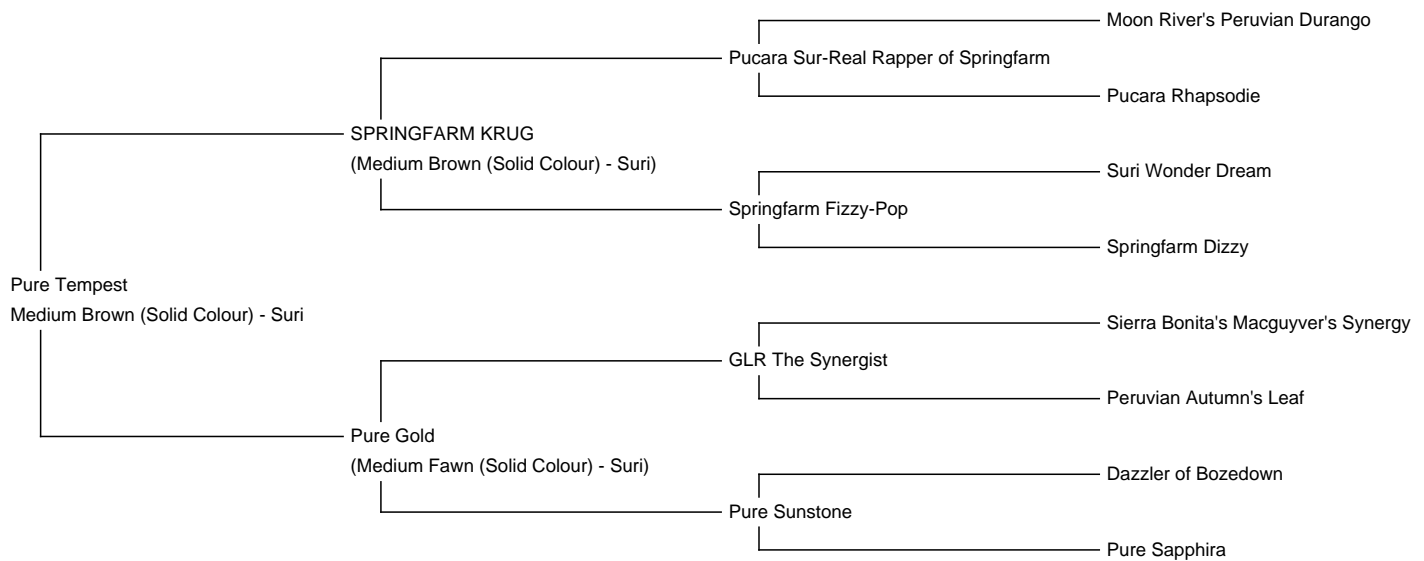 Moon River's Peruvian Durango
Pucara Sur-Real Rapper of Springfarm
Pucara Rhapsodie
SPRINGFARM KRUG
(Medium Brown (Solid Colour) - Suri)
Suri Wonder Dream
Springfarm Fizzy-Pop
Springfarm Dizzy
Pure Tempest
Medium Brown (Solid Colour) - Suri
Sierra Bonita's Macguyver's Synergy
GLR The Synergist
Peruvian Autumn's Leaf
Pure Gold
(Medium Fawn (Solid Colour) - Suri)
Dazzler of Bozedown
Pure Sunstone
Pure Sapphira